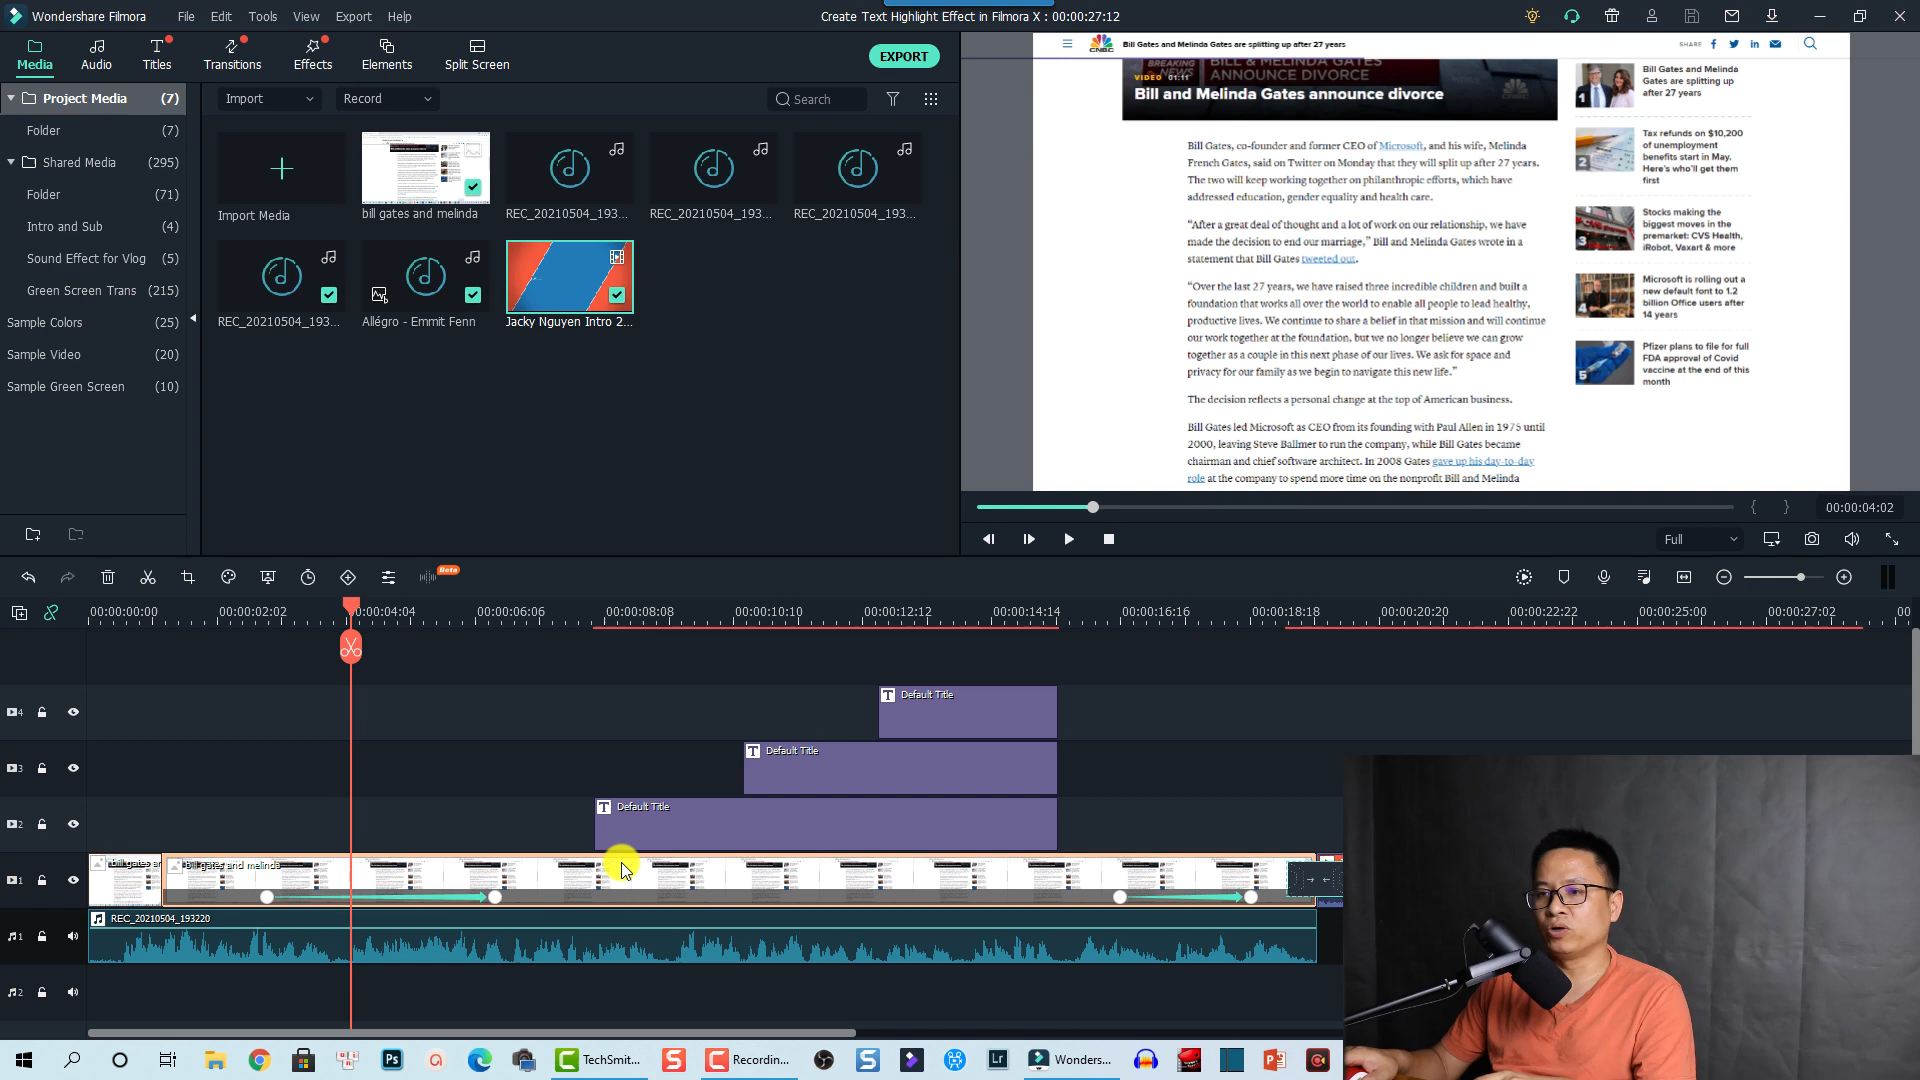 Wondershare Filmora
File Edit Tools View Export Help
Create Text Highlight Effect in Filmora X : 00:00:27:12
Media Audio Titles Transitions Effects Elements Split Screen
EXPORT
Project Media (7)
Folder (7)
Shared Media (295)
Folder (71)
Intro and Sub (4)
Sound Effect for Vlog (5)
Green Screen Trans (215)
Sample Colors (25)
Sample Video (20)
Sample Green Screen (10)
Import
Record
Search
Import Media
bill gates and melinda
REC_20210504_193...
REC_20210504_193...
REC_20210504_193...
REC_20210504_193...
Allégro - Emmit Fenn
Jacky Nguyen Intro 2...
CNBC
Bill Gates and Melinda Gates are splitting up after 27 years
SHARE
BREAKING NEWS
BILL & MELINDA GATES
ANNOUNCE DIVORCE
VIDEO 01:11
Bill and Melinda Gates announce divorce
Bill Gates, co-founder and former CEO of Microsoft, and his wife, Melinda
French Gates, said on Twitter on Monday that they will split up after 27 years.
The two will keep working together on philanthropic efforts, which have
addressed education, gender equality and health care.
“After a great deal of thought and a lot of work on our relationship, we have
made the decision to end our marriage,” Bill and Melinda Gates wrote in a
statement that Bill Gates tweeted out.
“Over the last 27 years, we have raised three incredible children and built a
foundation that works all over the world to enable all people to lead healthy,
productive lives. We continue to share a belief in that mission and will continue
our work together at the foundation, but we no longer believe we can grow
together as a couple in this next phase of our lives. We ask for space and
privacy for our family as we begin to navigate this new life.”
The decision reflects a personal change at the top of American business.
Bill Gates led Microsoft as CEO from its founding with Paul Allen in 1975 until
2000, leaving Steve Ballmer to run the company, while Bill Gates became
chairman and chief software architect. In 2008 Gates gave up his day-to-day
role at the company to spend more time on the nonprofit Bill and Melinda
1
Bill Gates and Melinda
Gates are splitting up
after 27 years
2
Tax refunds on $10,200
of unemployment
benefits start in May.
Here's who'll get them
first
3
Stocks making the
biggest moves in the
premarket: CVS Health,
iRobot, Vaxart & more
4
Microsoft is rolling out a
new default font to 1.2
billion Office users after
14 years
5
Pfizer plans to file for full
FDA approval of Covid
vaccine at the end of this
month
00:00:04:02
Full
Beta
00:00:00:00 00:00:02:02 00:00:04:04 00:00:06:06 00:00:08:08 00:00:10:10 00:00:12:12 00:00:14:14 00:00:16:16 00:00:18:18 00:00:20:20 00:00:22:22 00:00:25:00 00:00:27:02 00
4
T Default Title
3
T Default Title
2
T Default Title
1
bill gates an
Bill gates and melinda
1
REC_20210504_193220
2
Ps
TechSmit...
Recordin...
Lr
Wonders...